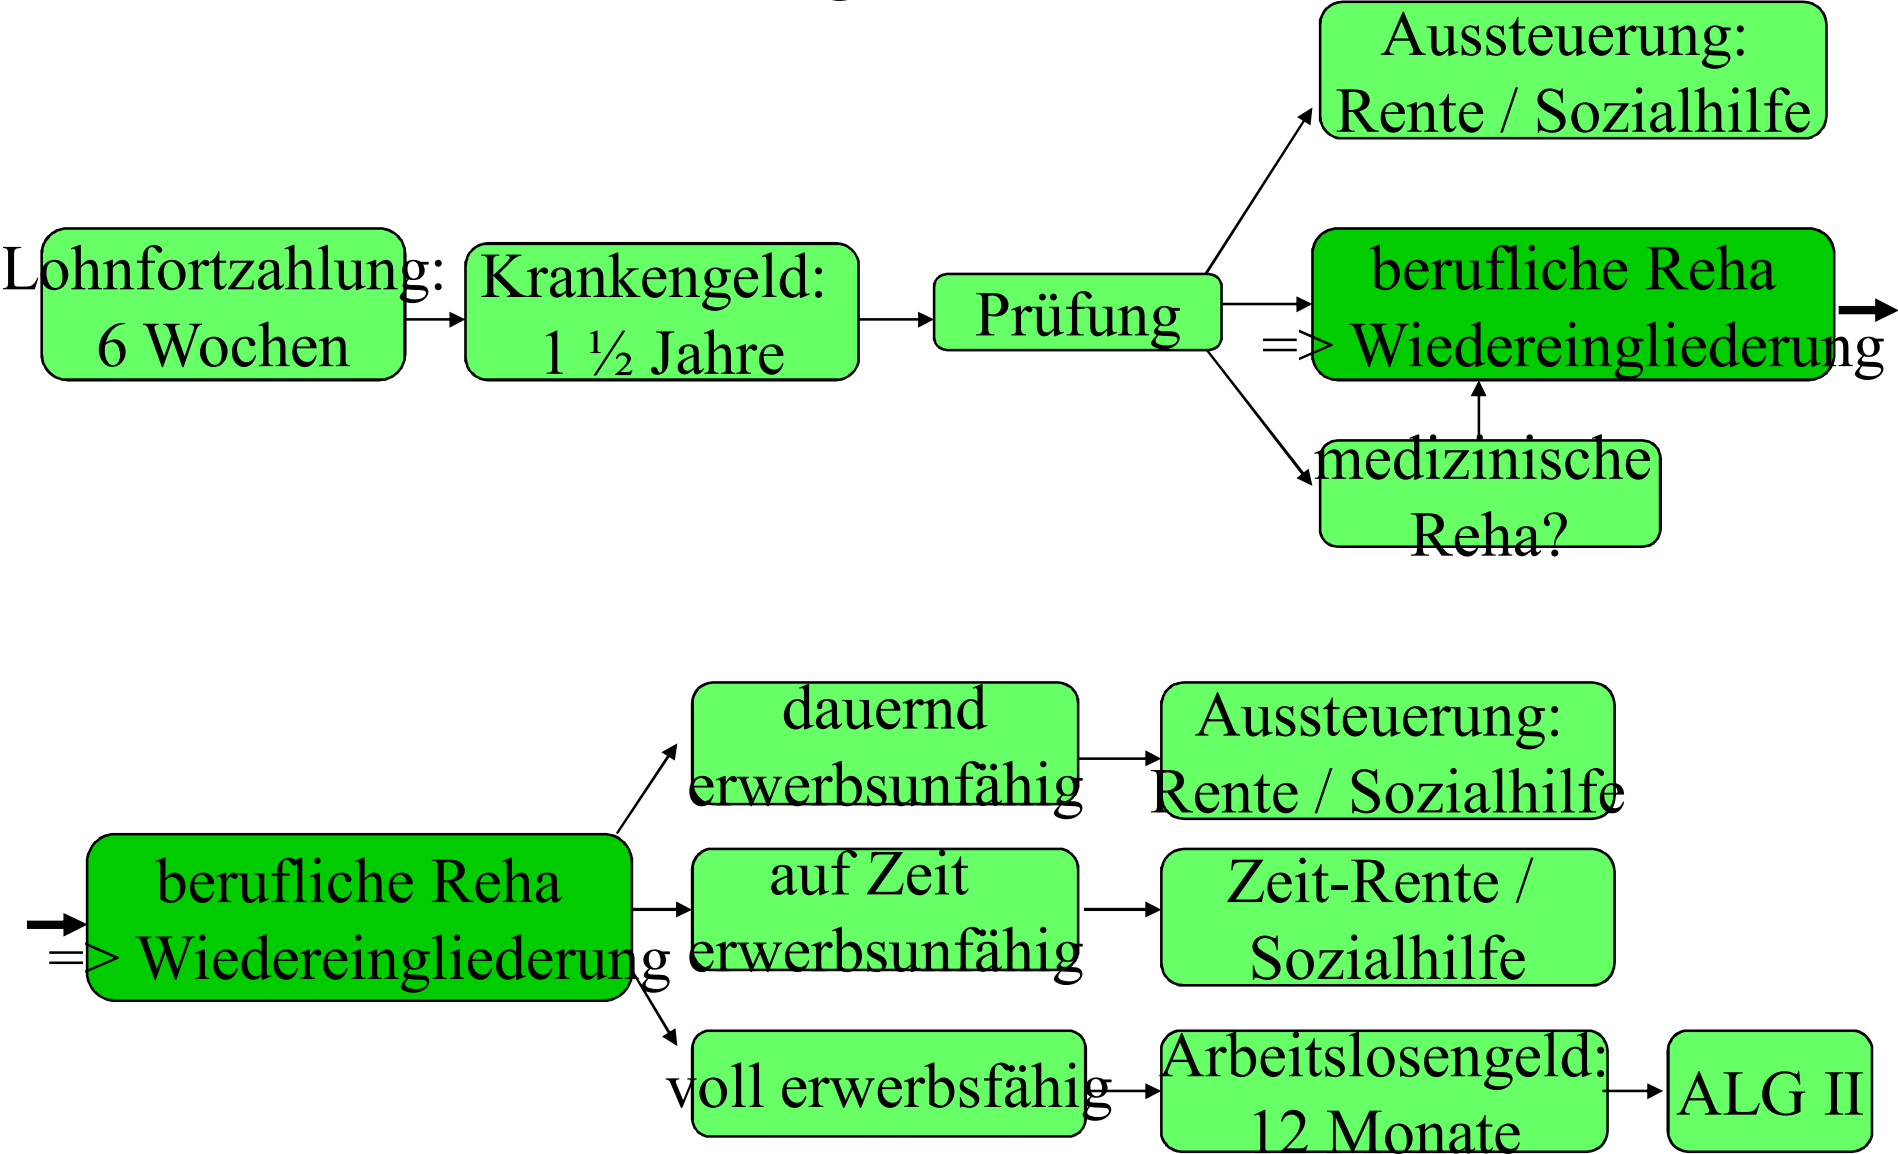 Aussteuerung:
Rente / Sozialhilfe
Lohnfortzahlung:
6 Wochen
Krankengeld:
1 ½ Jahre
Prüfung
berufliche Reha
=> Wiedereingliederung
medizinische
Reha?
dauernd
erwerbsunfähig
Aussteuerung:
Rente / Sozialhilfe
berufliche Reha
=> Wiedereingliederung
auf Zeit
erwerbsunfähig
Zeit-Rente /
Sozialhilfe
voll erwerbsfähig
Arbeitslosengeld:
12 Monate
ALG II